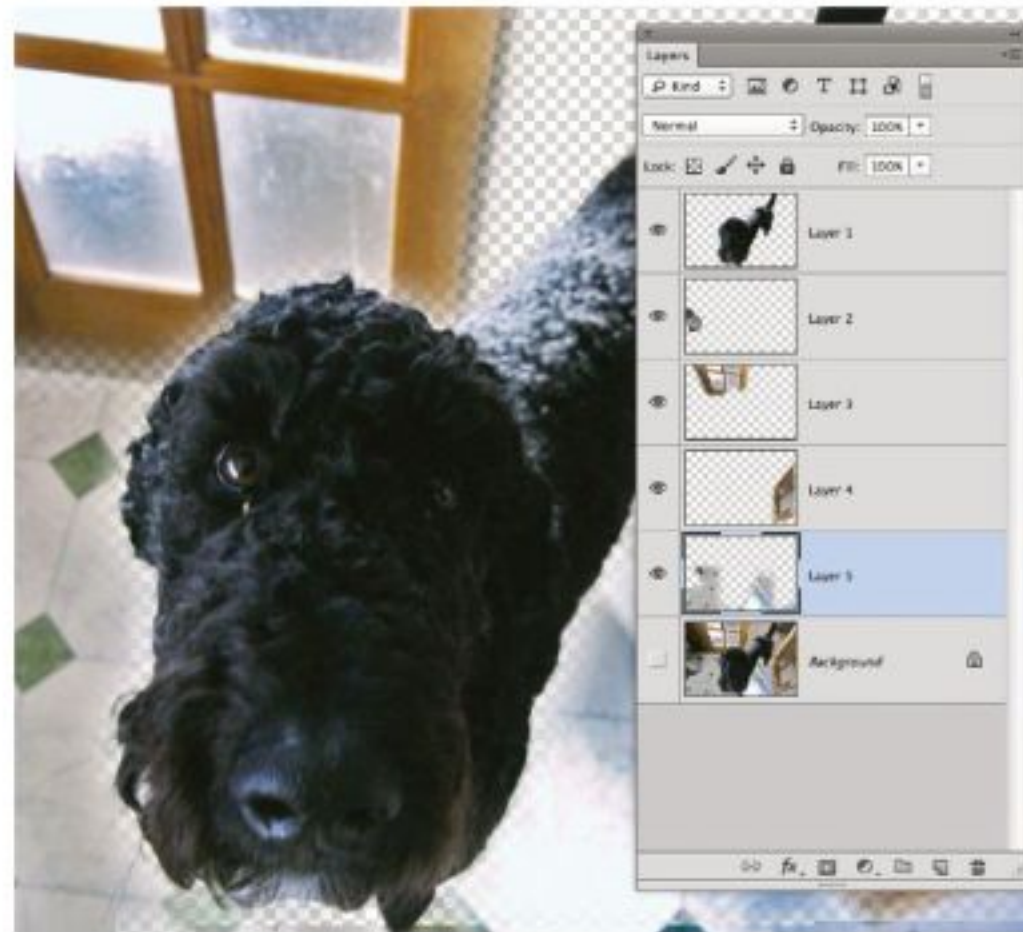 Layers
Kind
Normal
Opacity: 100%
Lock:
Fill: 100%
Layer 1
Layer 2
Layer 3
Layer 4
Layer 5
Background
fx